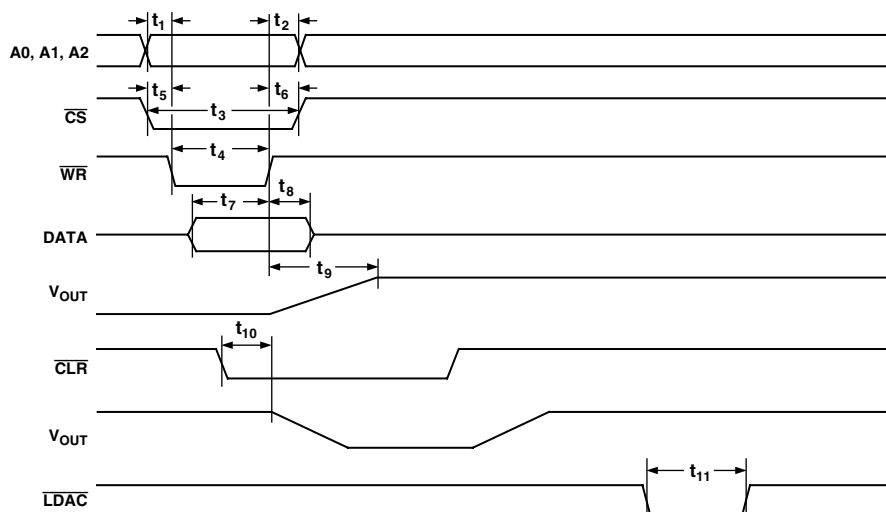 t1 t2
A0, A1, A2
t5 t3 t6
CS
t4
WR
t7 t8
DATA
t9
VOUT
t10
CLR
VOUT
t11
LDAC